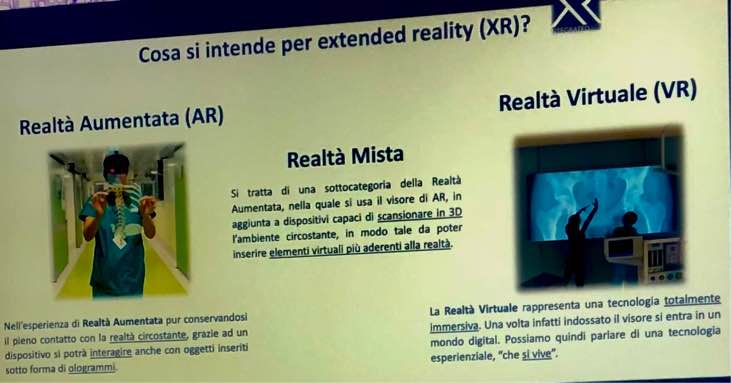 Cosa si intende per extended reality (XR)?
XR
Realtà Aumentata (AR)
Nell'esperienza di Realtà Aumentata pur conservandosi
il pieno contatto con la realtà circostante, grazie ad un
dispositivo si potrà interagire anche con oggetti inseriti
sotto forma di ologrammi.
Realtà Mista
Si tratta di una sottocategoria della Realtà
Aumentata, nella quale si usa il visore di AR, in
aggiunta a dispositivi capaci di scansionare in 3D
l'ambiente circostante, in modo tale da poter
inserire elementi virtuali più aderenti alla realtà.
Realtà Virtuale (VR)
La Realtà Virtuale rappresenta una tecnologia totalmente
immersiva. Una volta infatti indossato il visore si entra in un
mondo digital. Possiamo quindi parlare di una tecnologia
esperienziale, "che si vive".